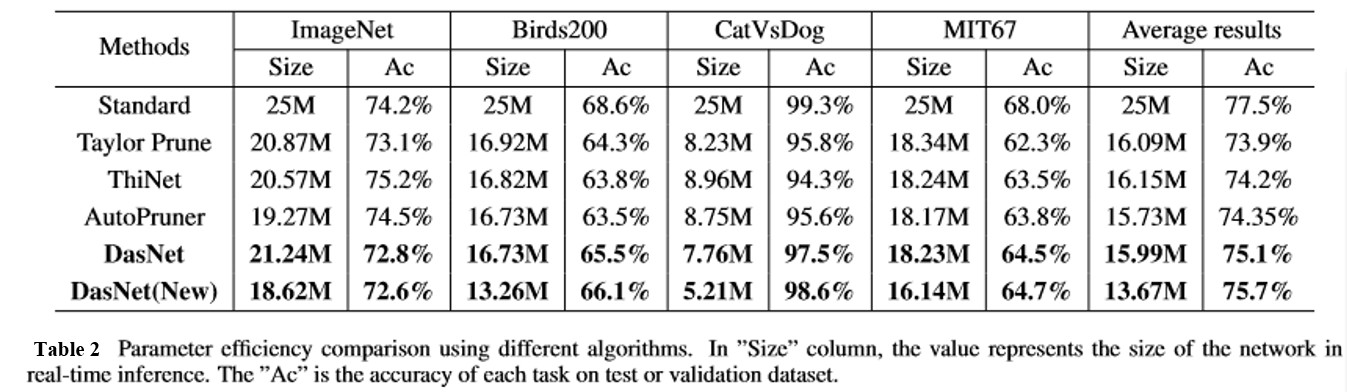 Methods ImageNet Birds200 CatVsDog MIT67 Average results
Size Ac Size Ac Size Ac Size Ac Size Ac
Standard 25M 74.2% 25M 68.6% 25M 99.3% 25M 68.0% 25M 77.5%
Taylor Prune 20.87M 73.1% 16.92M 64.3% 8.23M 95.8% 18.34M 62.3% 16.09M 73.9%
ThiNet 20.57M 75.2% 16.82M 63.8% 8.96M 94.3% 18.24M 63.5% 16.15M 74.2%
AutoPruner 19.27M 74.5% 16.73M 63.5% 8.75M 95.6% 18.17M 63.8% 15.73M 74.35%
DasNet 21.24M 72.8% 16.73M 65.5% 7.76M 97.5% 18.23M 64.5% 15.99M 75.1%
DasNet(New) 18.62M 72.6% 13.26M 66.1% 5.21M 98.6% 16.14M 64.7% 13.67M 75.7%
Table 2 Parameter efficiency comparison using different algorithms. In ”Size” column, the value represents the size of the network in
real-time inference. The ”Ac” is the accuracy of each task on test or validation dataset.